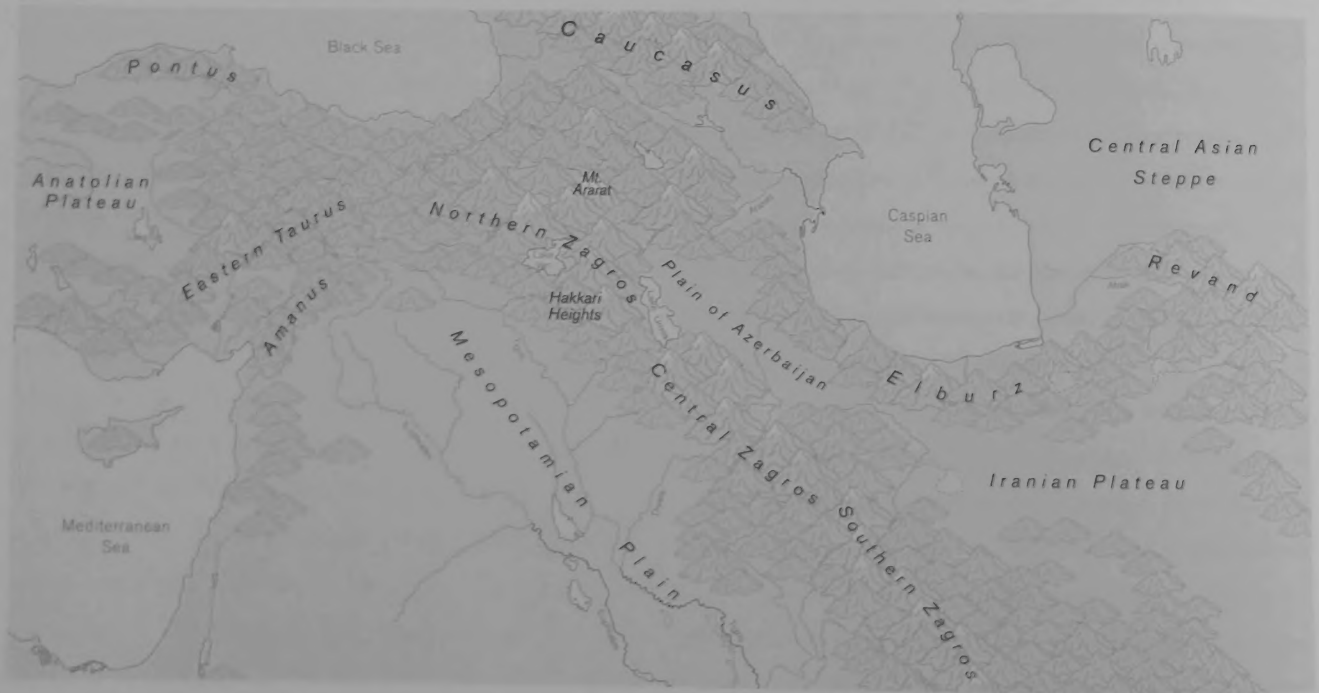 Black Sea
Caucasus
Pontus
Central Asian
Steppe
Anatolian
Plateau
Mt.
Ararat
Northern Zagros
Caspian
Sea
Eastern Taurus
Amanus
Revand
Plain of Azerbaijan
Hakkari
Heights
Mesopotamian Plain
Elburz
Central Zagros
Iranian Plateau
Southern Zagros
Mediterranean
Sea